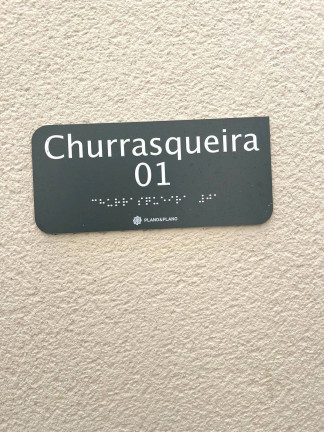 Churrasqueira
01
⠉⠓⠥⠗⠗⠁⠎⠟⠥⠑⠊⠗⠁ ⠼⠚⠁
PLANO&PLANO